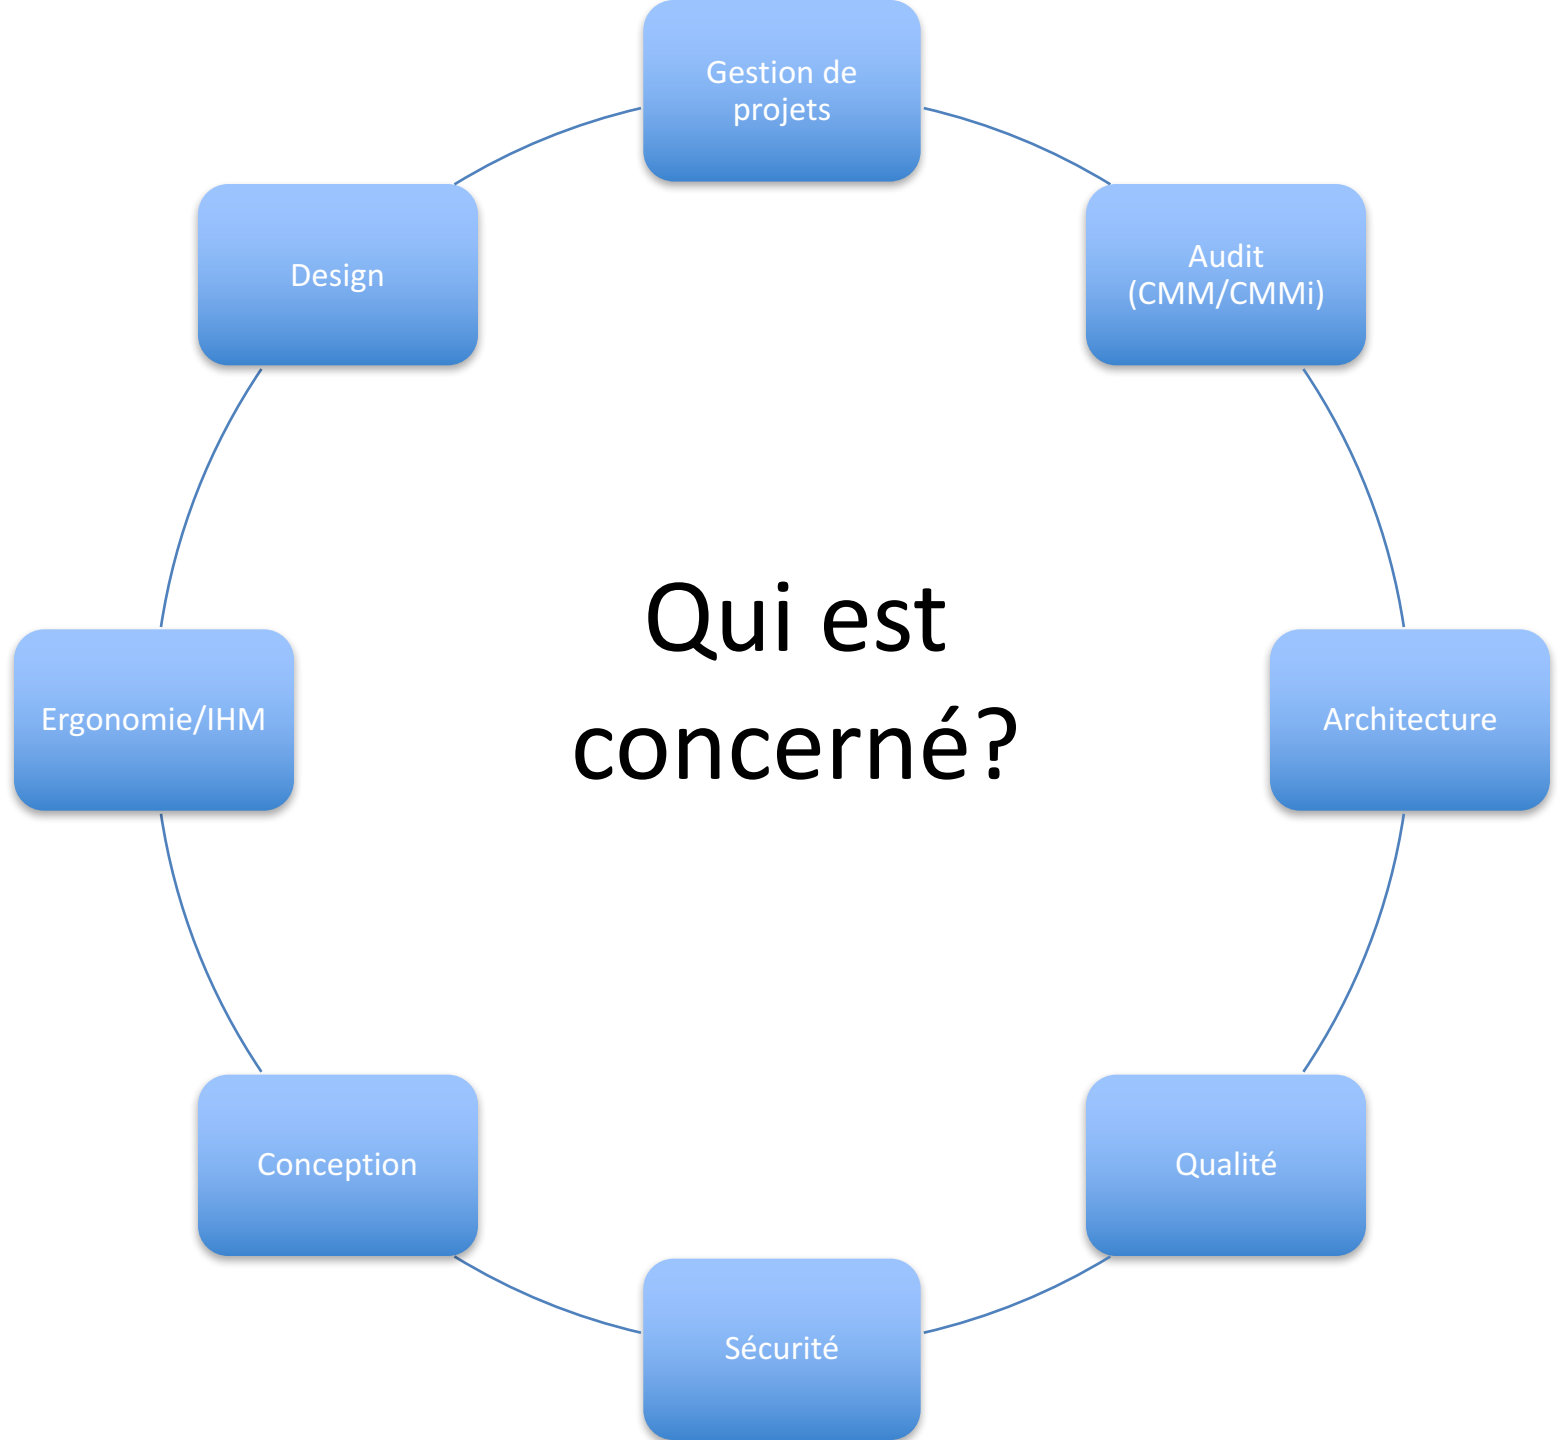 Gestion de
projets
Audit
(CMM/CMMi)
Architecture
Qualité
Sécurité
Conception
Ergonomie/IHM
Design
Qui est
concerné?